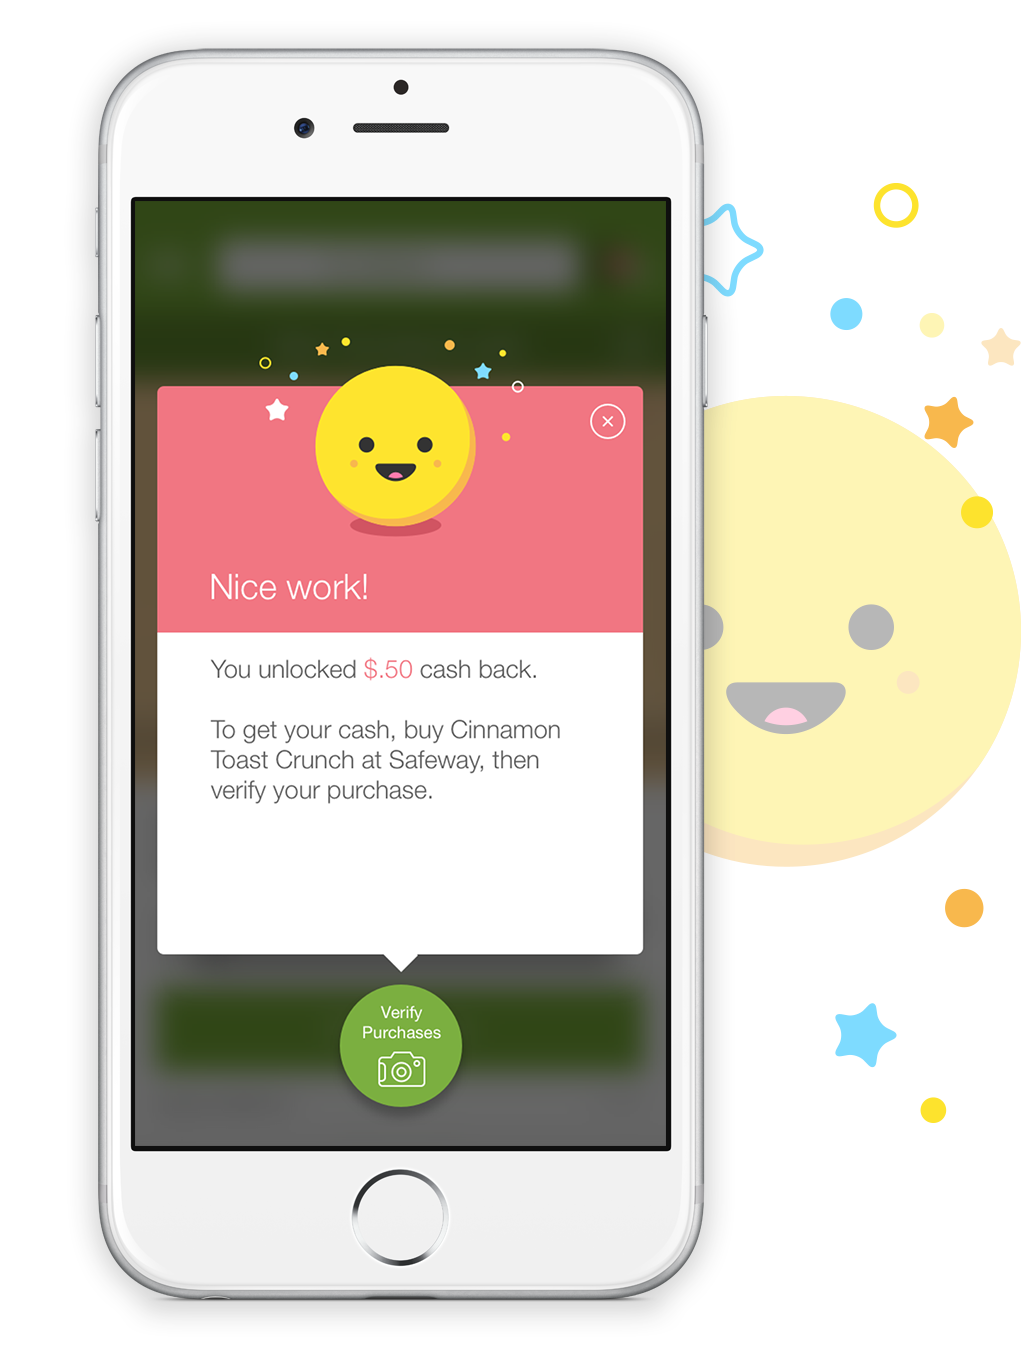 Nice work!
You unlocked $.50 cash back.
To get your cash, buy Cinnamon
Toast Crunch at Safeway, then
verify your purchase.
Verify
Purchases